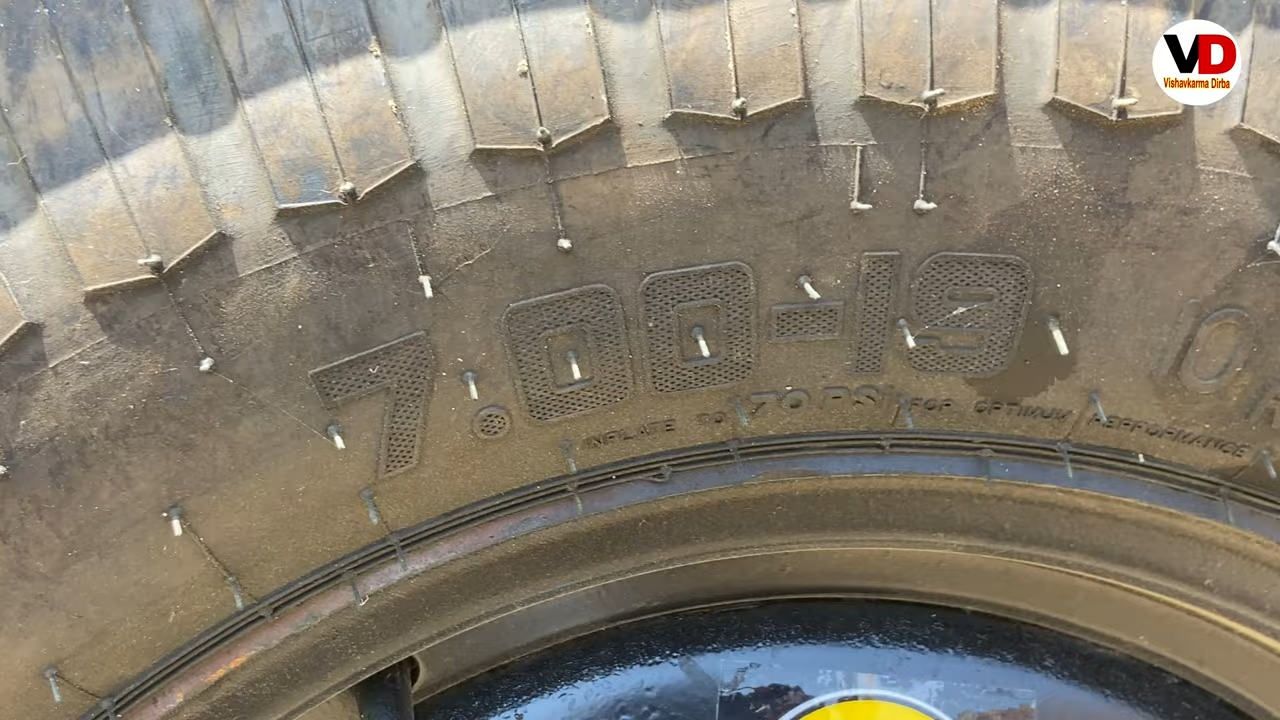 VD
Vishavkarma Dirba
7.00-19
INFLATE TO 70 PSI FOR OPTIMUM PERFORMANCE